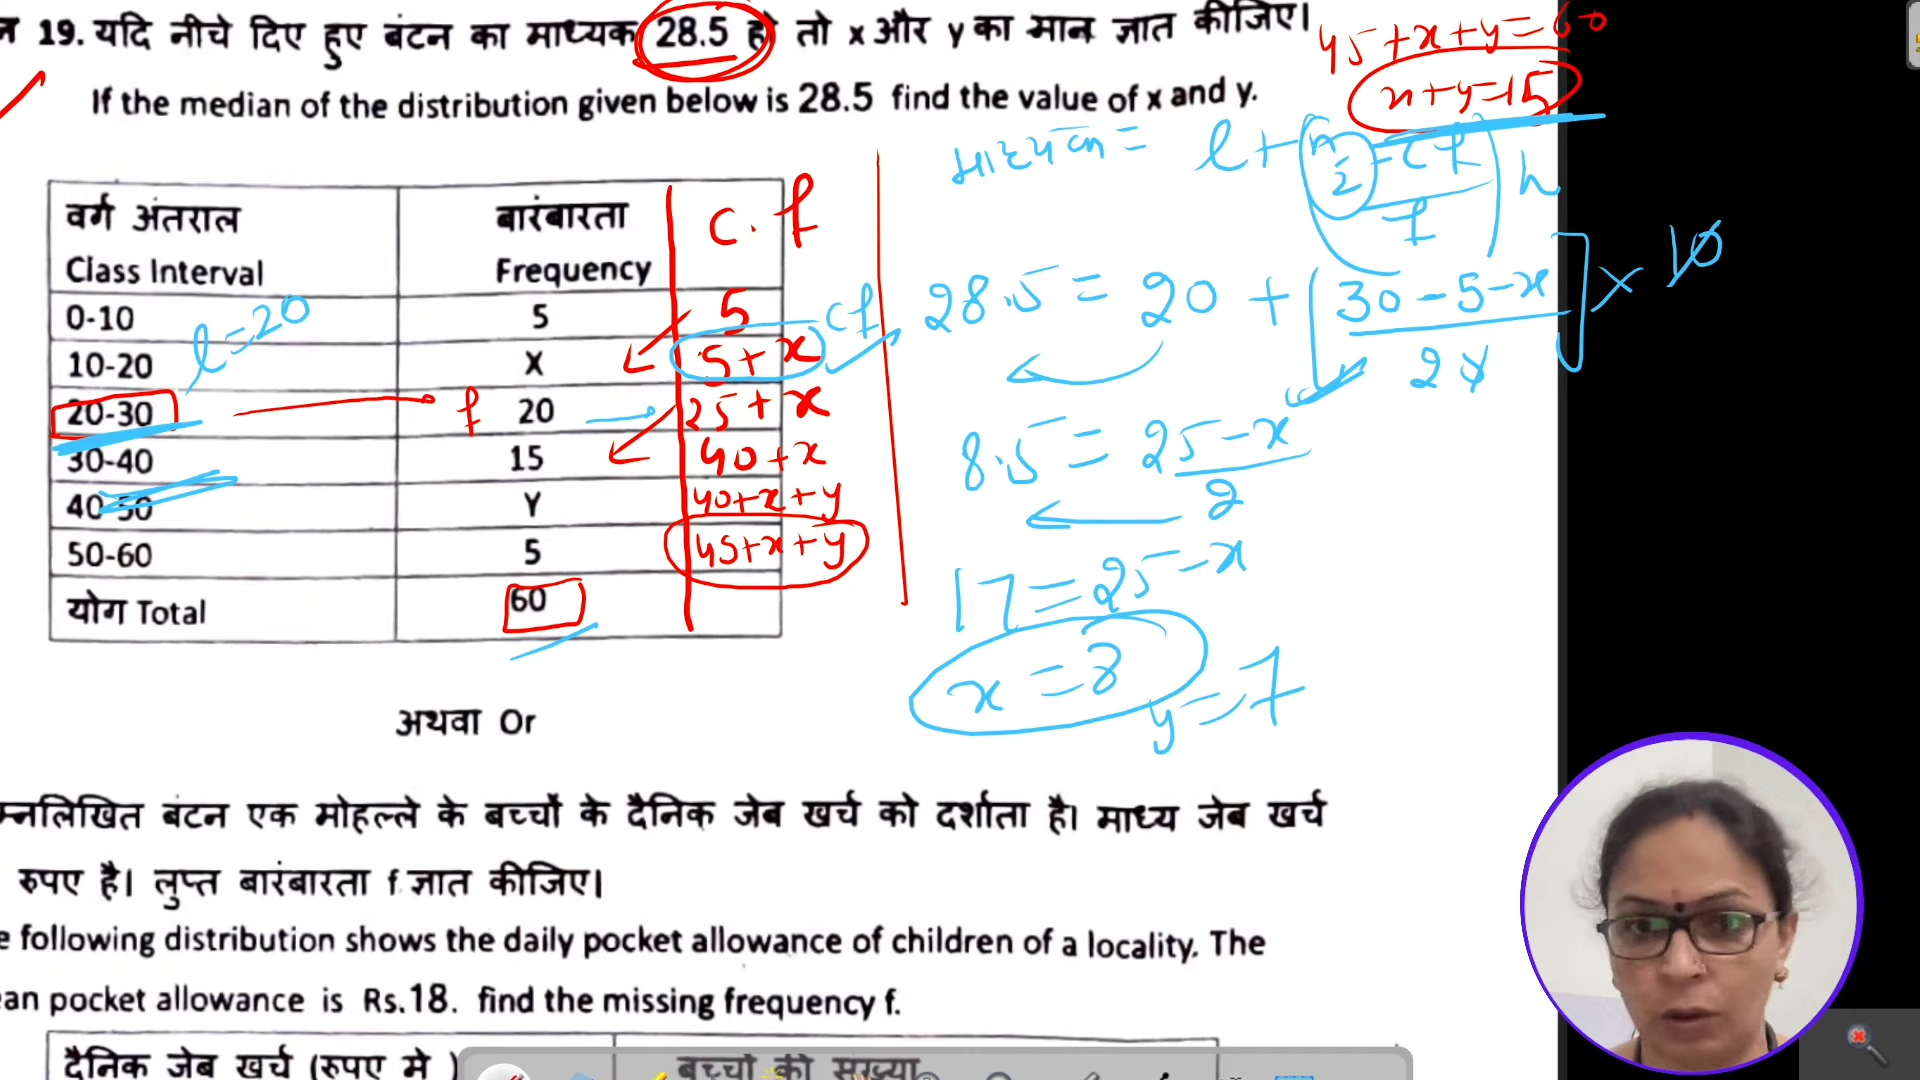 19. यदि नीचे दिए हुए बंटन का माध्यक 28.5 हो तो x और y का मान ज्ञात कीजिए।
If the median of the distribution given below is 28.5 find the value of x and y.
45+x+y=60
x+y=15
माध्यक = l + (n/2 - cf / f) h
वर्ग अंतराल Class Interval | बारंबारता Frequency | c.f
0-10 | 5 | 5
10-20 | X | 5+x
20-30 | 20 | 25+x
30-40 | 15 | 40+x
40-50 | Y | 40+x+y
50-60 | 5 | 45+x+y
योग Total | 60
l=20
f
cf
28.5 = 20 + [30-5-x / 20] × 10
8.5 = 25-x / 2
17 = 25-x
x = 8
y = 7
अथवा Or
म्नलिखित बंटन एक मोहल्ले के बच्चों के दैनिक जेब खर्च को दर्शाता है। माध्य जेब खर्च
रुपए है। लुप्त बारंबारता f ज्ञात कीजिए।
e following distribution shows the daily pocket allowance of children of a locality. The
ean pocket allowance is Rs.18. find the missing frequency f.
दैनिक जेब खर्च (रुपए मे ) | बच्चों की संख्या